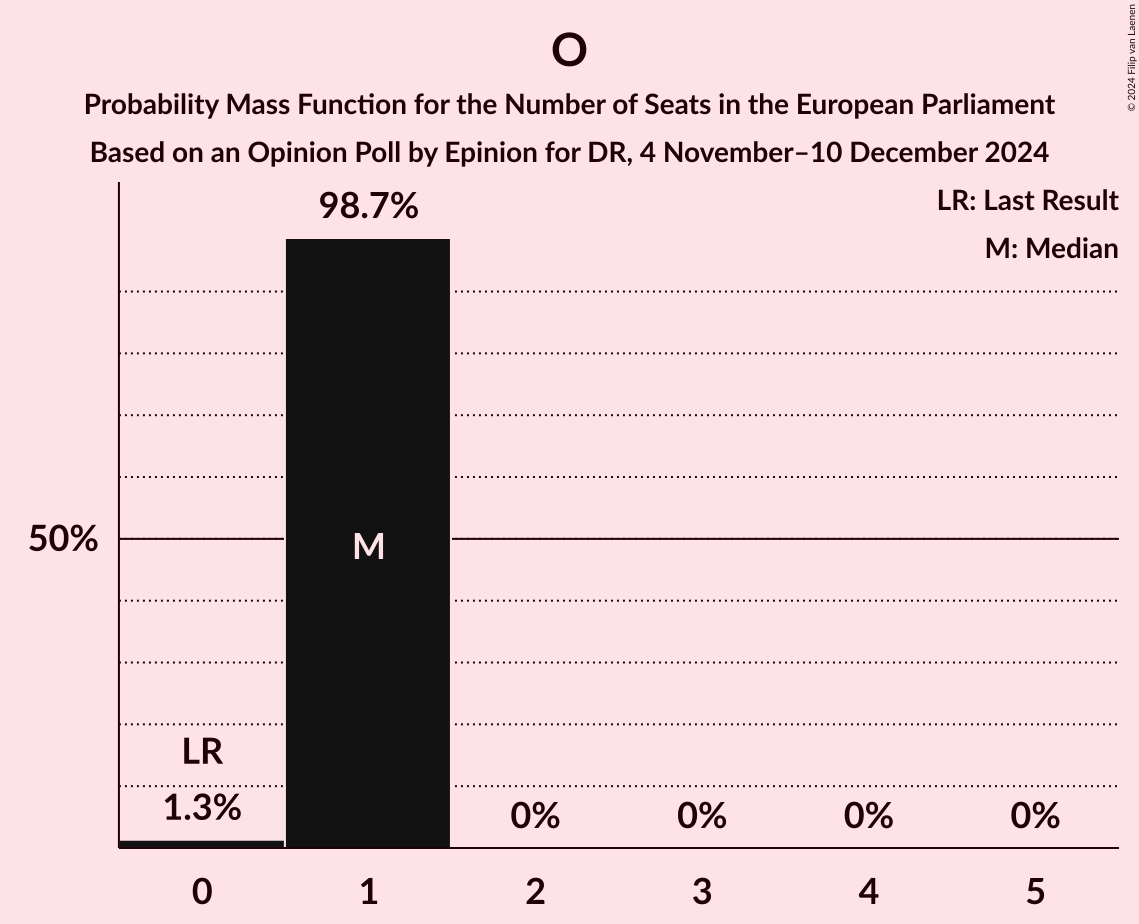 O
Probability Mass Function for the Number of Seats in the European Parliament
Based on an Opinion Poll by Epinion for DR, 4 November–10 December 2024
© 2024 Filip van Laenen
LR: Last Result
M: Median
98.7%
50%
M
LR
1.3%
0%
0%
0%
0%
0
1
2
3
4
5